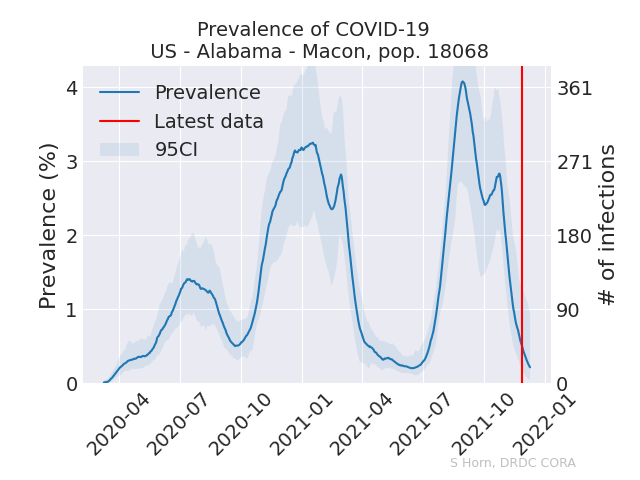 Prevalence of COVID-19
US - Alabama - Macon, pop. 18068
Prevalence
Latest data
95CI
Prevalence (%)
4
3
2
1
0
361
271
180
90
0
# of infections
2020-04
2020-07
2020-10
2021-01
2021-04
2021-07
2021-10
2022-01
S Horn, DRDC CORA